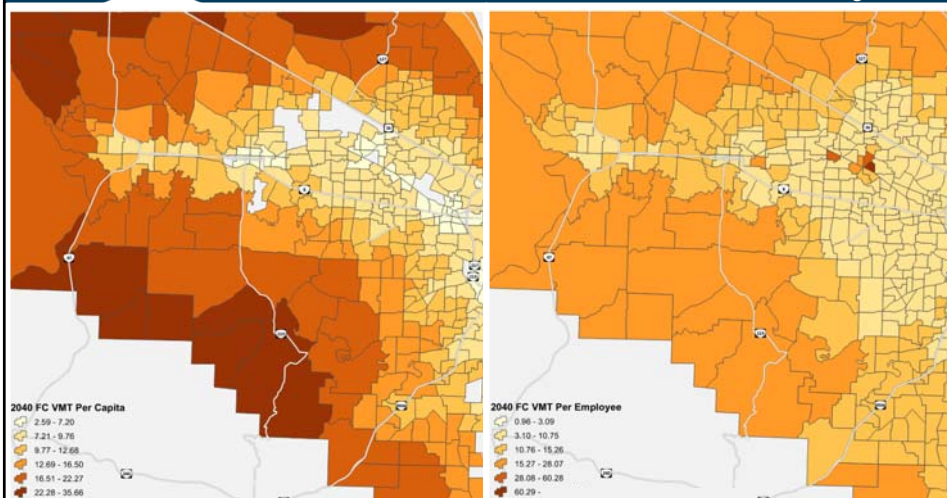 2040 FC VMT Per Capita
2.59 - 7.20
7.21 - 9.76
9.77 - 12.68
12.69 - 16.50
16.51 - 22.27
22.28 - 35.66
2040 FC VMT Per Employee
0.96 - 3.09
3.10 - 10.75
10.76 - 15.26
15.27 - 28.07
28.08 - 60.28
60.29 -